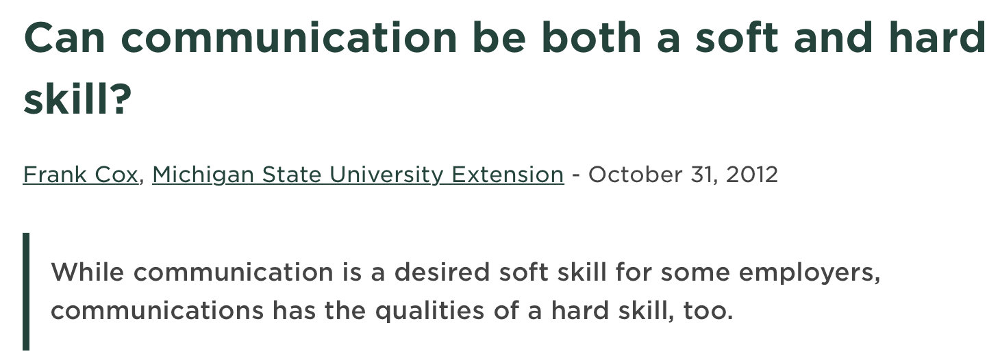 Can communication be both a soft and hard
skill?
Frank Cox, Michigan State University Extension - October 31, 2012
While communication is a desired soft skill for some employers,
communications has the qualities of a hard skill, too.